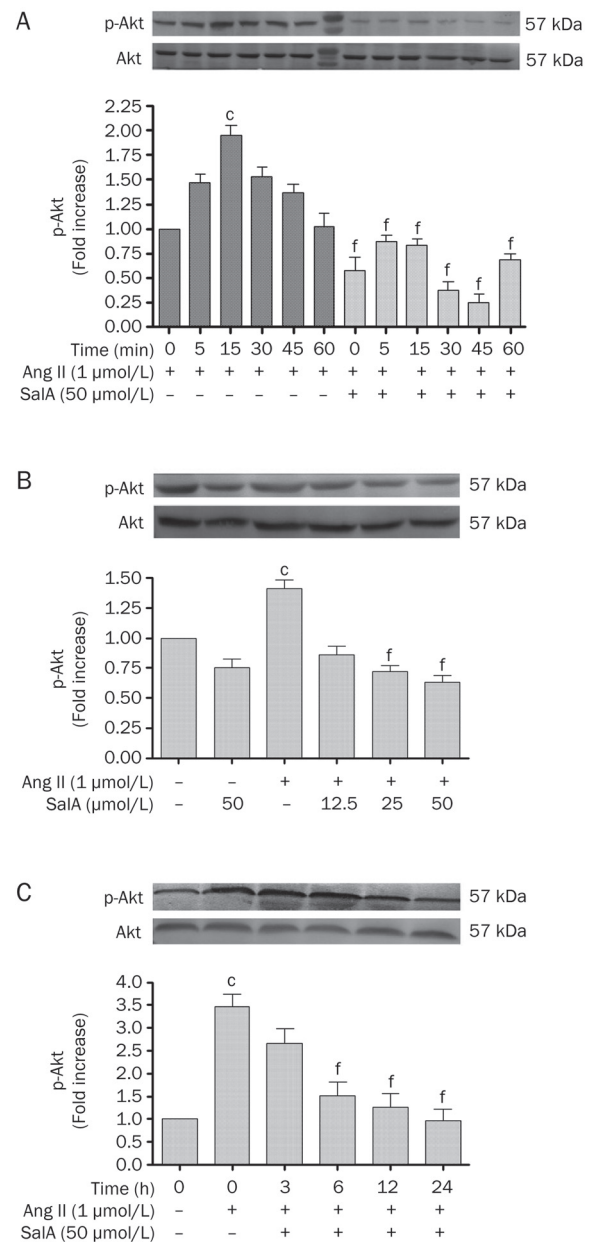 A
p-Akt 57 kDa
Akt 57 kDa
2.25
2.00
1.75
1.50
1.25
1.00
0.75
0.50
0.25
0.00
p-Akt
(Fold increase)
c
f f f f f f
Time (min) 0 5 15 30 45 60 0 5 15 30 45 60
Ang II (1 μmol/L) + + + + + + + + + + + +
SalA (50 μmol/L) – – – – – – + + + + + +
B
p-Akt 57 kDa
Akt 57 kDa
1.50
1.00
0.75
0.50
0.25
0.00
p-Akt
(Fold increase)
c
f f
Ang II (1 μmol/L) – – + + + +
SalA (μmol/L) – 50 – 12.5 25 50
C
p-Akt 57 kDa
Akt 57 kDa
4.0
3.5
3.0
2.5
2.0
1.5
1.0
0.5
0.0
p-Akt
(Fold increase)
c
f f f
Time (h) 0 0 3 6 12 24
Ang II (1 μmol/L) – + + + + +
SalA (50 μmol/L) – – + + + +